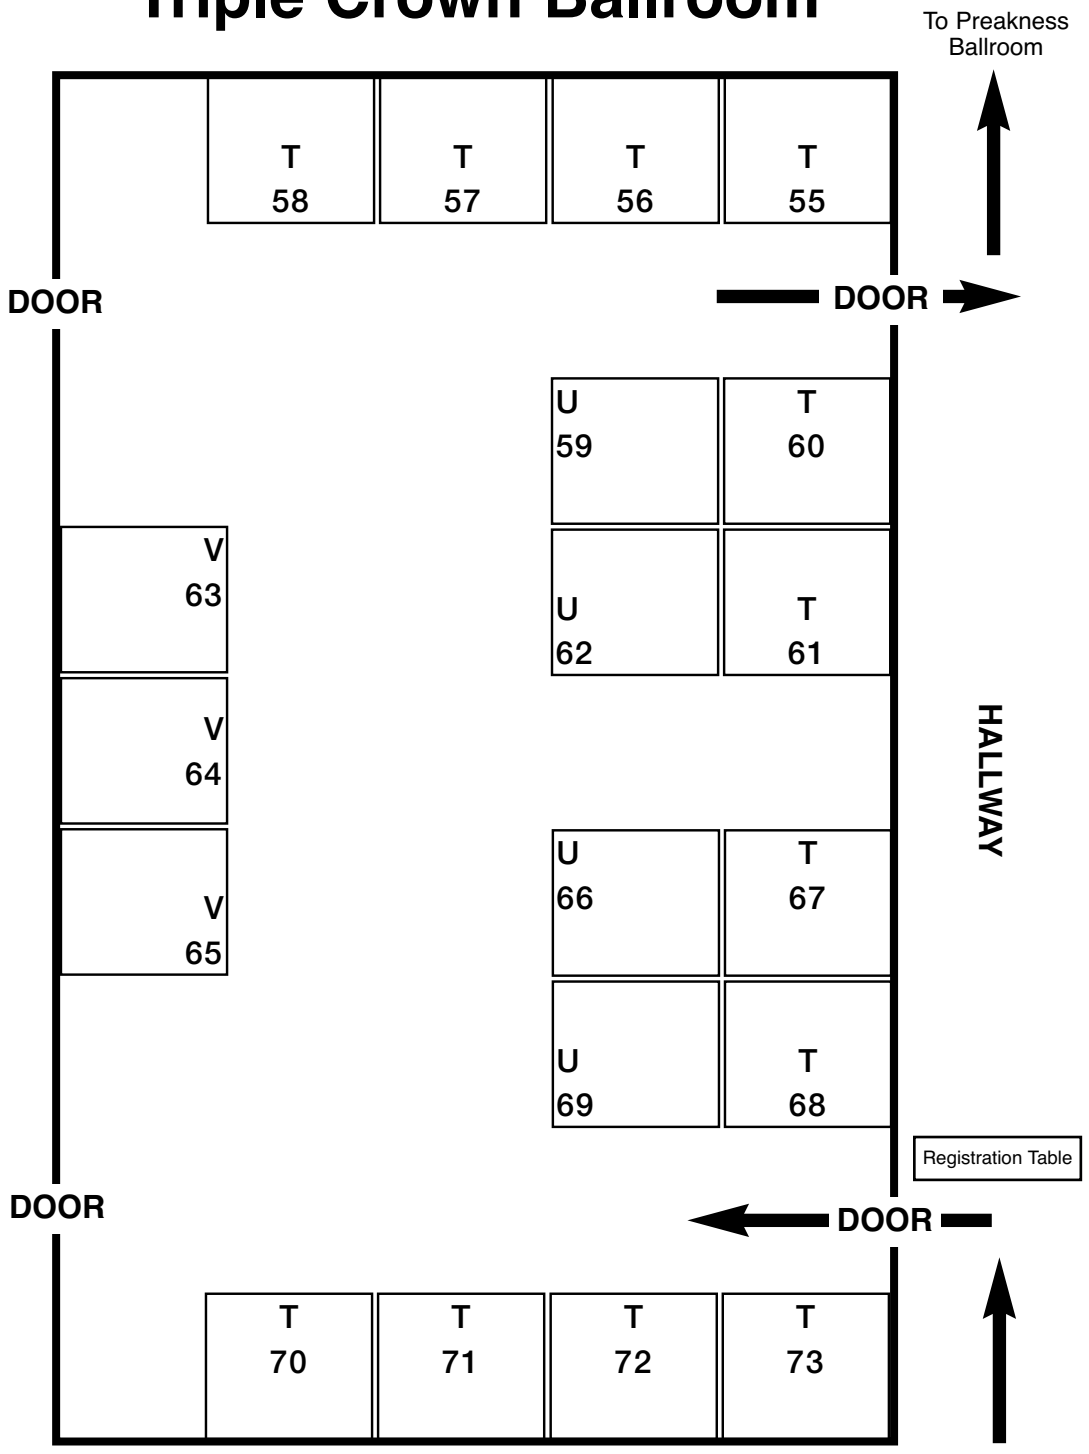 Triple Crown Ballroom
To Preakness
Ballroom
T
58
T
57
T
56
T
55
DOOR
DOOR
U
59
T
60
V
63
U
62
T
61
V
64
HALLWAY
V
65
U
66
T
67
U
69
T
68
Registration Table
DOOR
DOOR
T
70
T
71
T
72
T
73